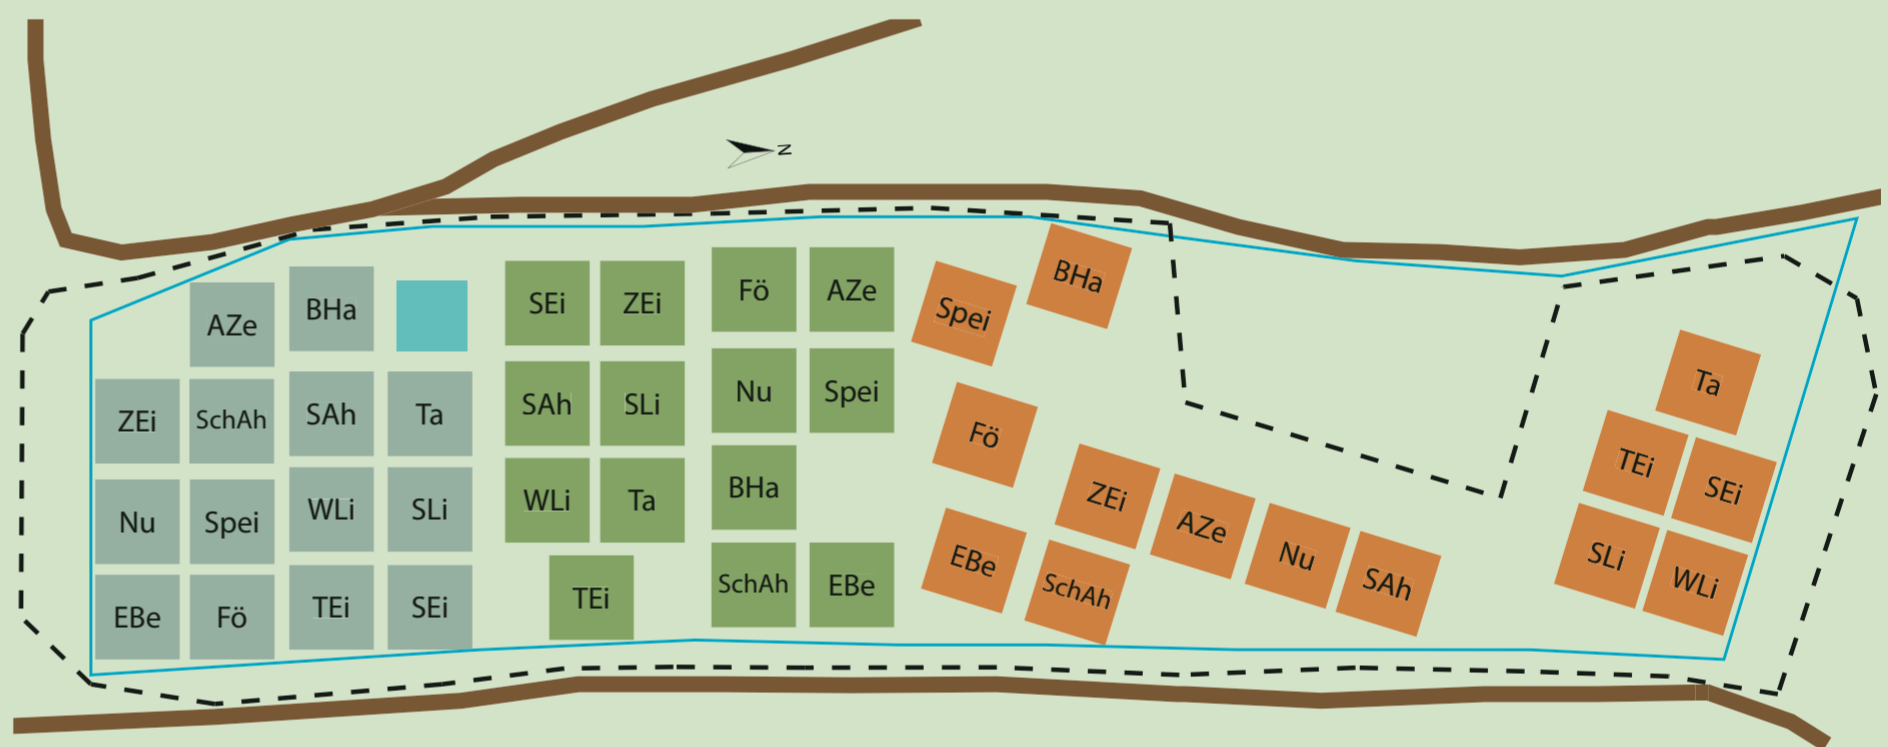 N
AZe
BHa
ZEi
SchAh
SAh
Ta
Nu
Spei
WLi
SLi
EBe
Fö
TEi
SEi
SEi
ZEi
SAh
SLi
WLi
Ta
TEi
Fö
AZe
Nu
Spei
BHa
SchAh
EBe
Spei
BHa
Fö
EBe
SchAh
ZEi
AZe
Nu
SAh
Ta
TEi
SEi
SLi
WLi